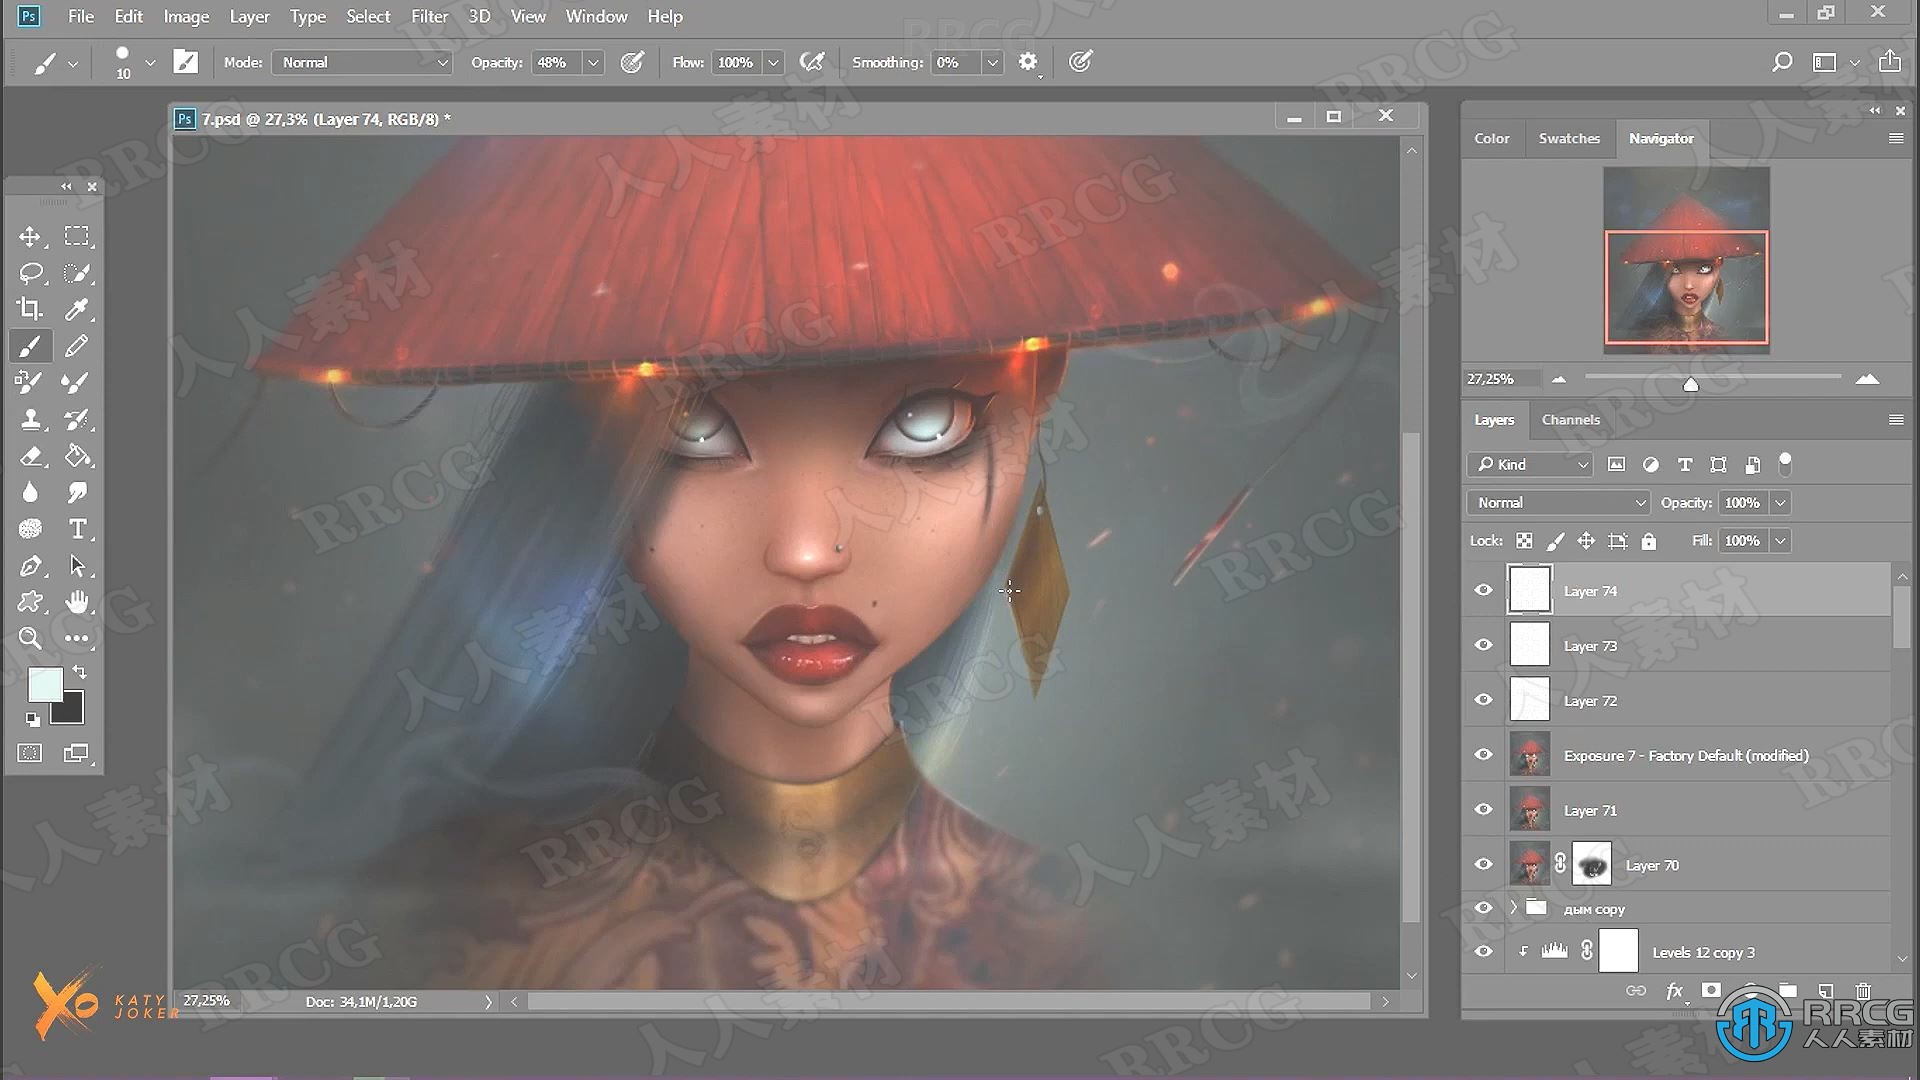 Ps File Edit Image Layer Type Select Filter 3D View Window Help
10 Mode: Normal Opacity: 48% Flow: 100% Smoothing: 0%
Ps 7.psd @ 27,3% (Layer 74, RGB/8) *
Color Swatches Navigator
27,25%
Layers Channels
Kind
Normal Opacity: 100%
Lock: Fill: 100%
Layer 74
Layer 73
Layer 72
Exposure 7 - Factory Default (modified)
Layer 71
Layer 70
дым copy
Levels 12 copy 3
fx
27,25% Doc: 34,1M/1,20G
XO KATY
JOKER
RRCG
人人素材